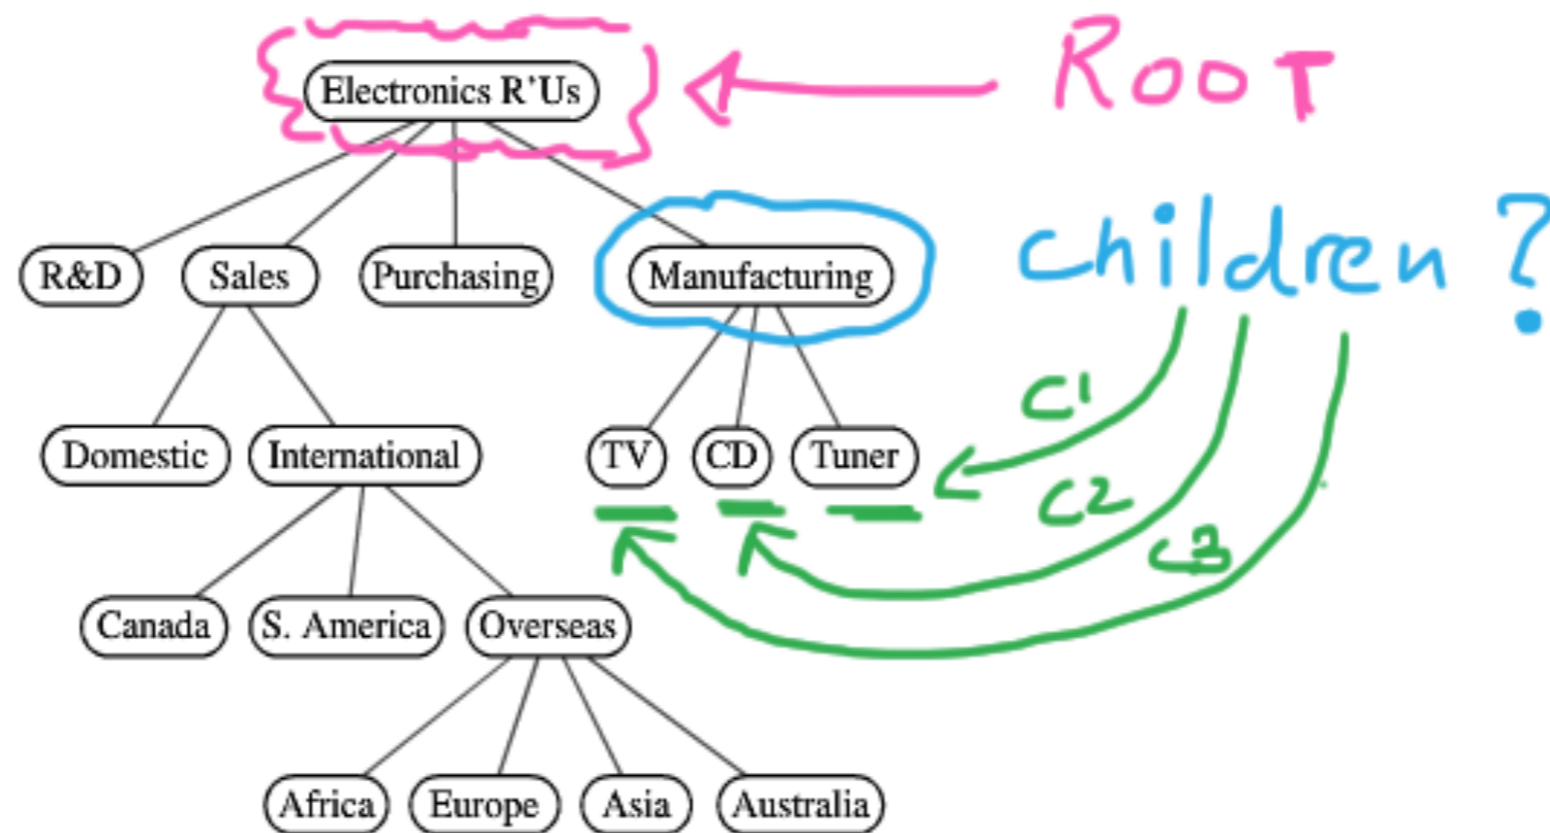 Electronics R'Us
ROOT
R&D Sales Purchasing Manufacturing
children ?
C1
Domestic International TV CD Tuner
C2
C3
Canada S. America Overseas
Africa Europe Asia Australia